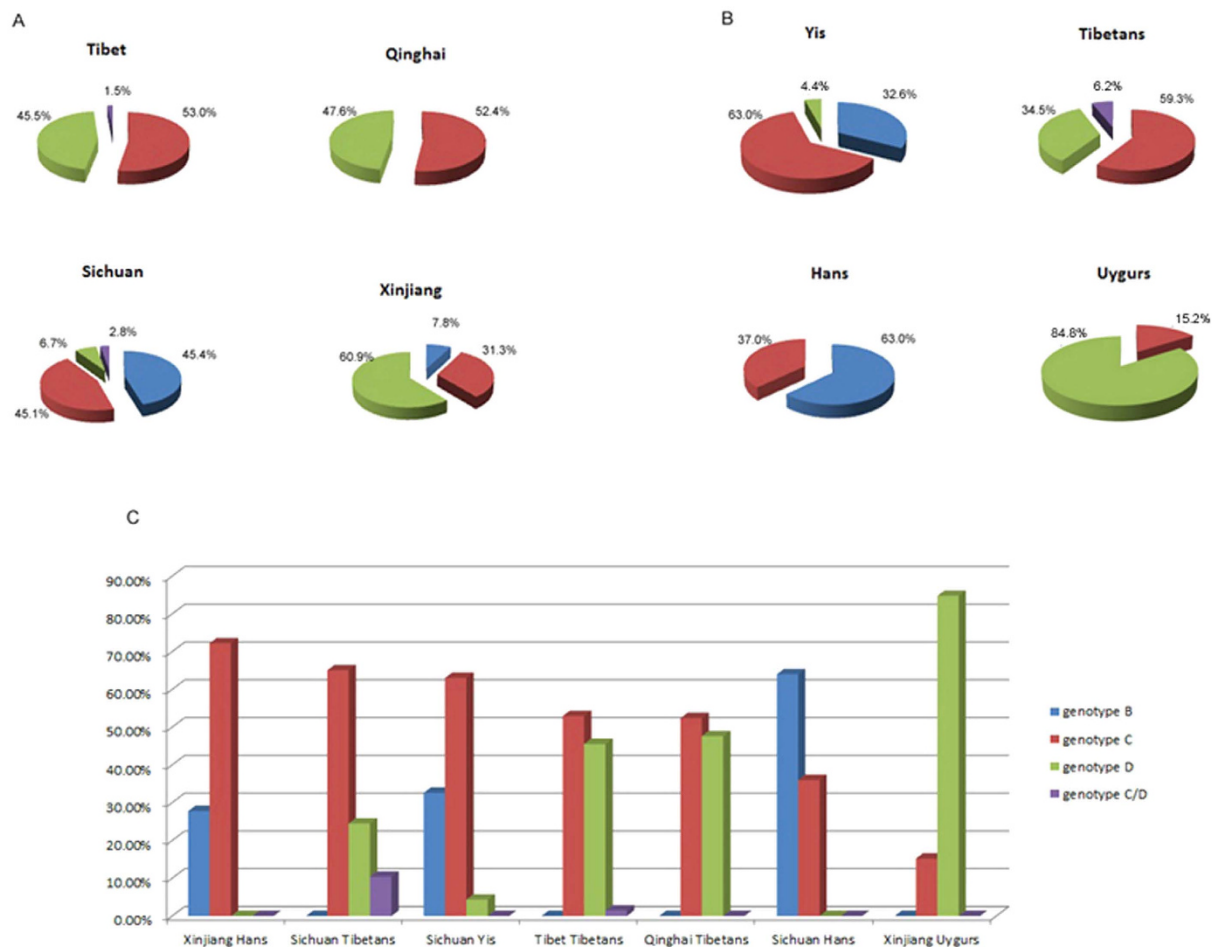 A
B
Tibet
Qinghai
Yis
Tibetans
1.5%
45.5%
53.0%
47.6%
52.4%
4.4%
63.0%
32.6%
6.2%
34.5%
59.3%
Sichuan
Xinjiang
Hans
Uygurs
2.8%
6.7%
45.4%
45.1%
7.8%
31.3%
60.9%
37.0%
63.0%
15.2%
84.8%
C
90.00%
80.00%
70.00%
60.00%
50.00%
40.00%
30.00%
20.00%
10.00%
0.00%
genotype B
genotype C
genotype D
genotype C/D
Xinjiang Hans Sichuan Tibetans Sichuan Yis Tibet Tibetans Qinghai Tibetans Sichuan Hans Xinjiang Uygurs